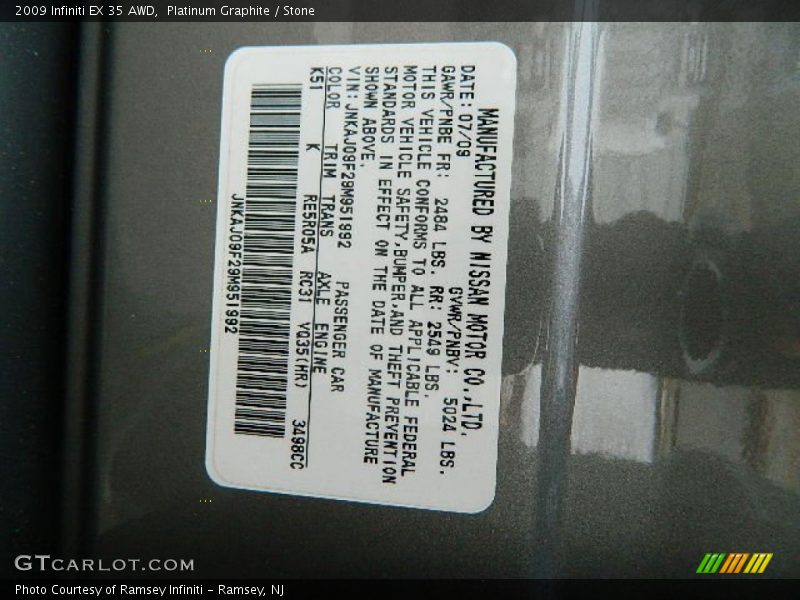 2009 Infiniti EX 35 AWD, Platinum Graphite / Stone
MANUFACTURED BY NISSAN MOTOR CO.,LTD.
DATE: 07/09 GVWR/PNBV: 5024 LBS.
GAWR/PNBE FR: 2484 LBS. RR: 2549 LBS.
THIS VEHICLE CONFORMS TO ALL APPLICABLE FEDERAL
MOTOR VEHICLE SAFETY,BUMPER,AND THEFT PREVENTION
STANDARDS IN EFFECT ON THE DATE OF MANUFACTURE
SHOWN ABOVE.
VIN: JNKAJ09F29M951992 PASSENGER CAR
COLOR TRIM TRANS AXLE ENGINE
K51 K RE5R05A RC31 VQ35(HR) 3498CC
JNKAJ09F29M951992
GTCARLOT.COM
Photo Courtesy of Ramsey Infiniti - Ramsey, NJ